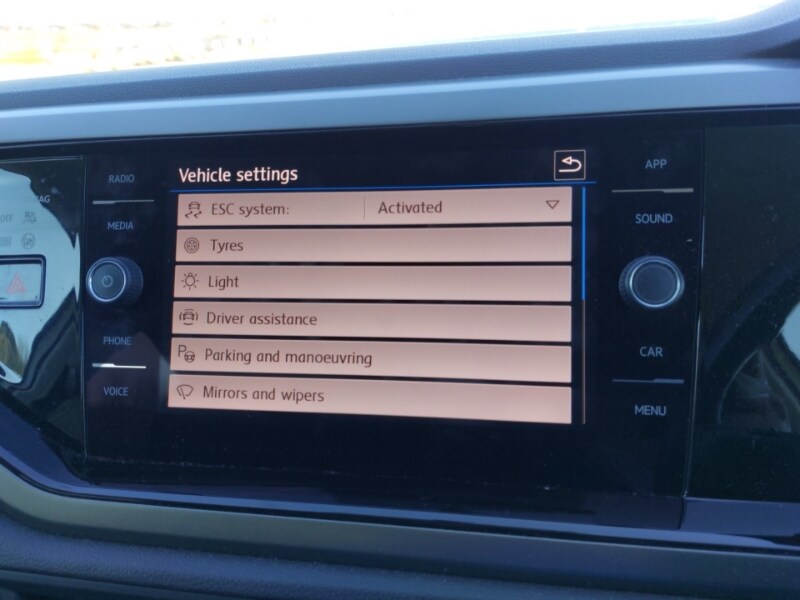 Vehicle settings
ESC system: Activated
Tyres
Light
Driver assistance
Parking and manoeuvring
Mirrors and wipers
RADIO
MEDIA
PHONE
VOICE
APP
SOUND
CAR
MENU
OFF